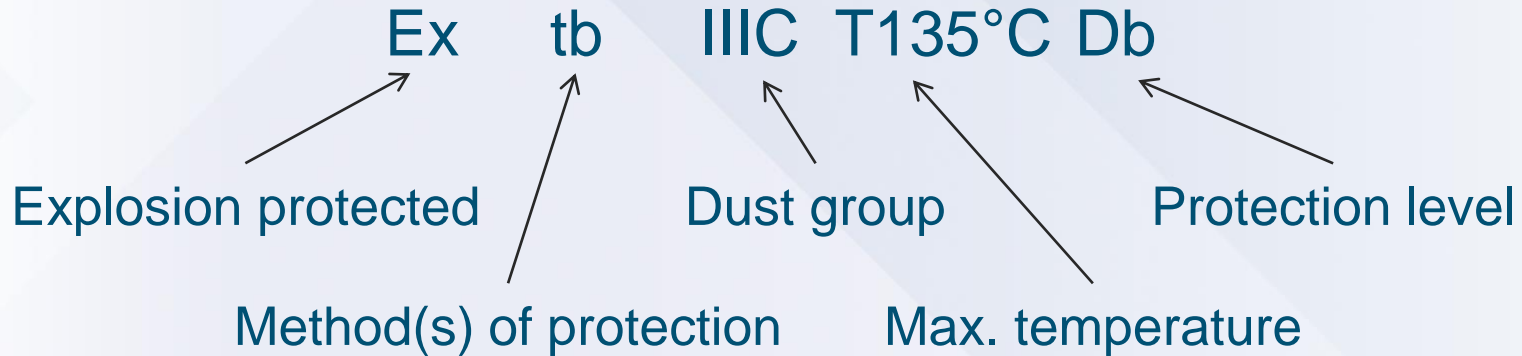 Ex tb IIIC T135°C Db
Explosion protected Dust group Protection level
Method(s) of protection Max. temperature